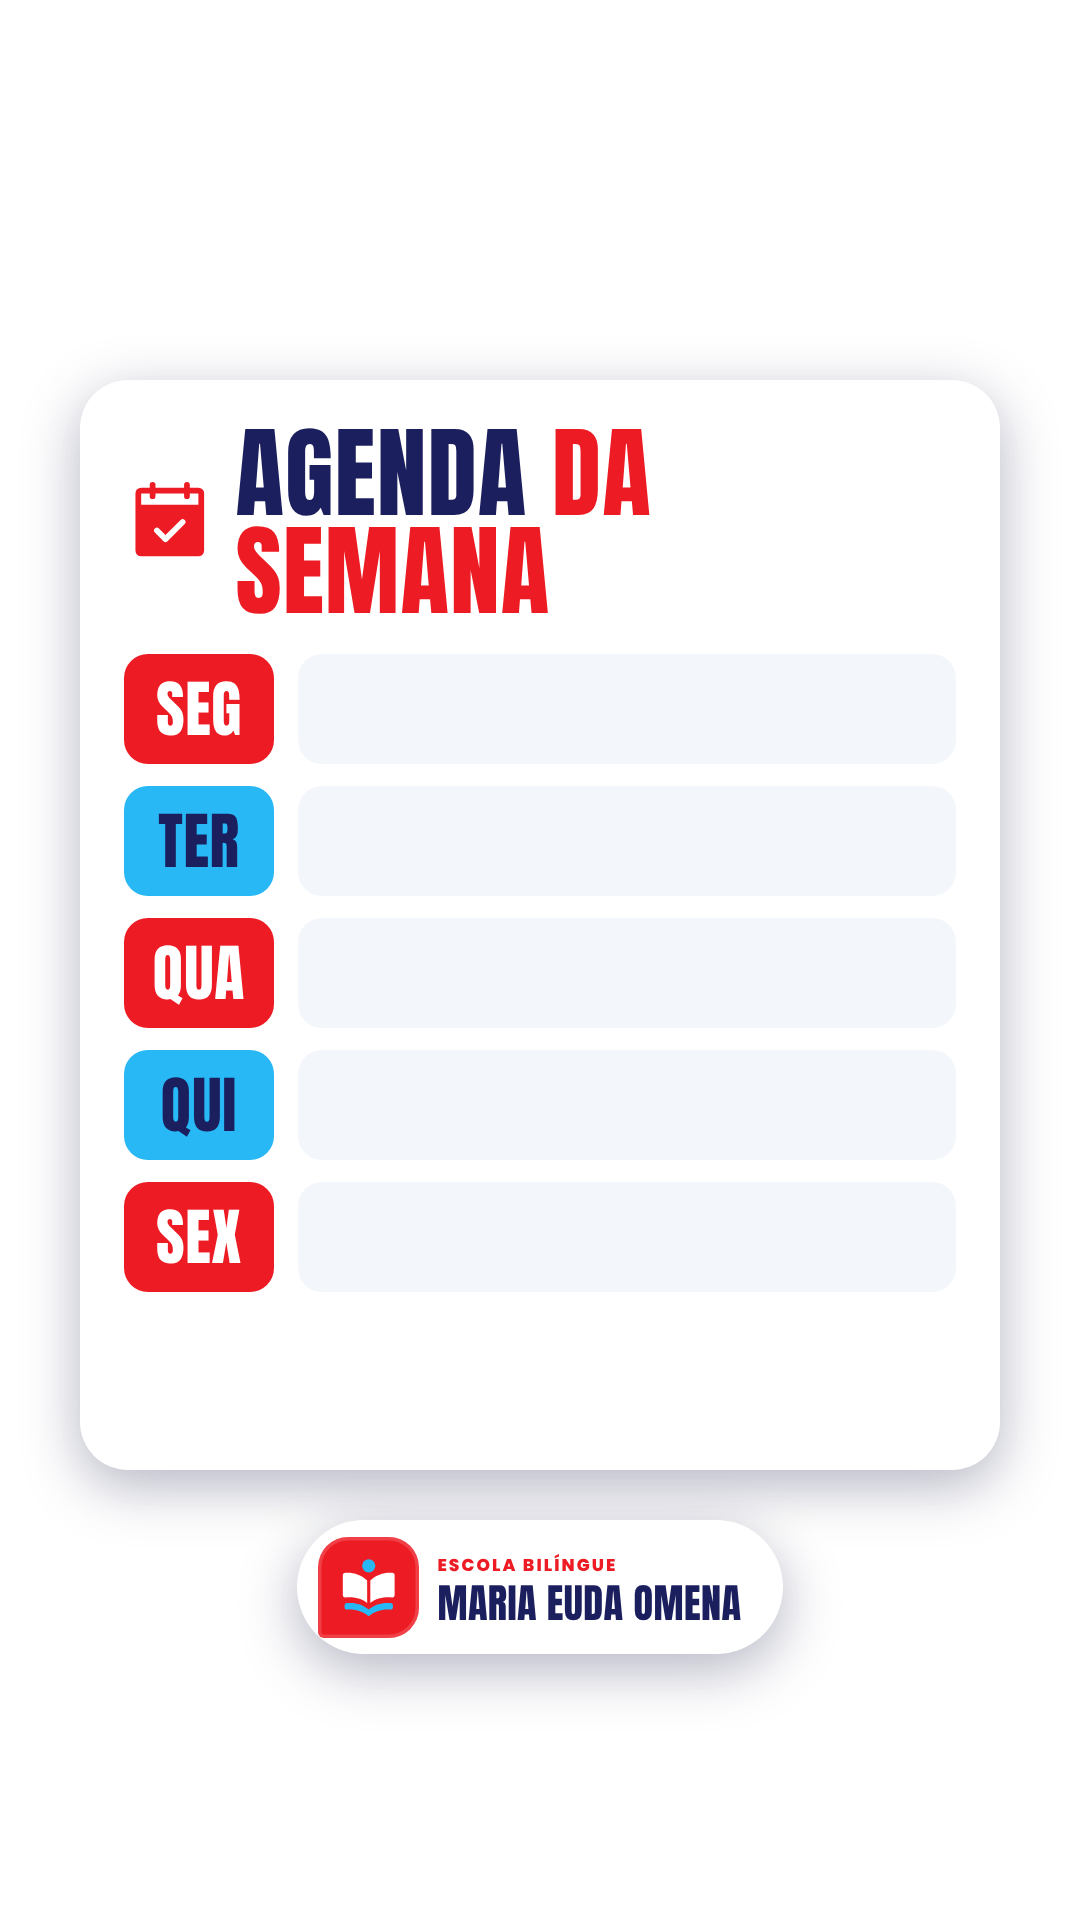 AGENDA DA
SEMANA
SEG
TER
QUA
QUI
SEX
ESCOLA BILÍNGUE
MARIA EUDA OMENA